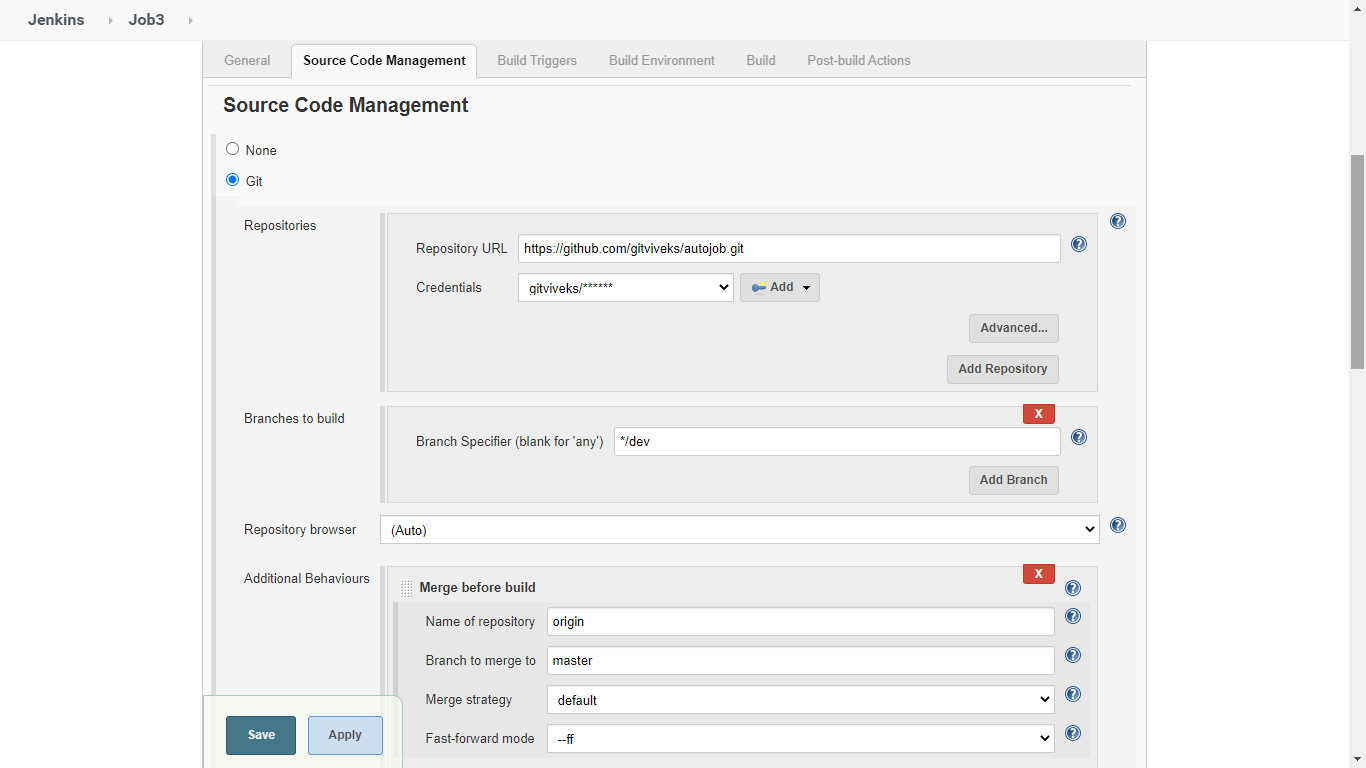 Jenkins Job3
General Source Code Management Build Triggers Build Environment Build Post-build Actions
Source Code Management
None
Git
Repositories
Repository URL https://github.com/gitviveks/autojob.git
Credentials gitviveks/****** Add
Advanced...
Add Repository
Branches to build
X
Branch Specifier (blank for 'any') */dev
Add Branch
Repository browser (Auto)
Additional Behaviours
X
Merge before build
Name of repository origin
Branch to merge to master
Merge strategy default
Fast-forward mode --ff
Save Apply